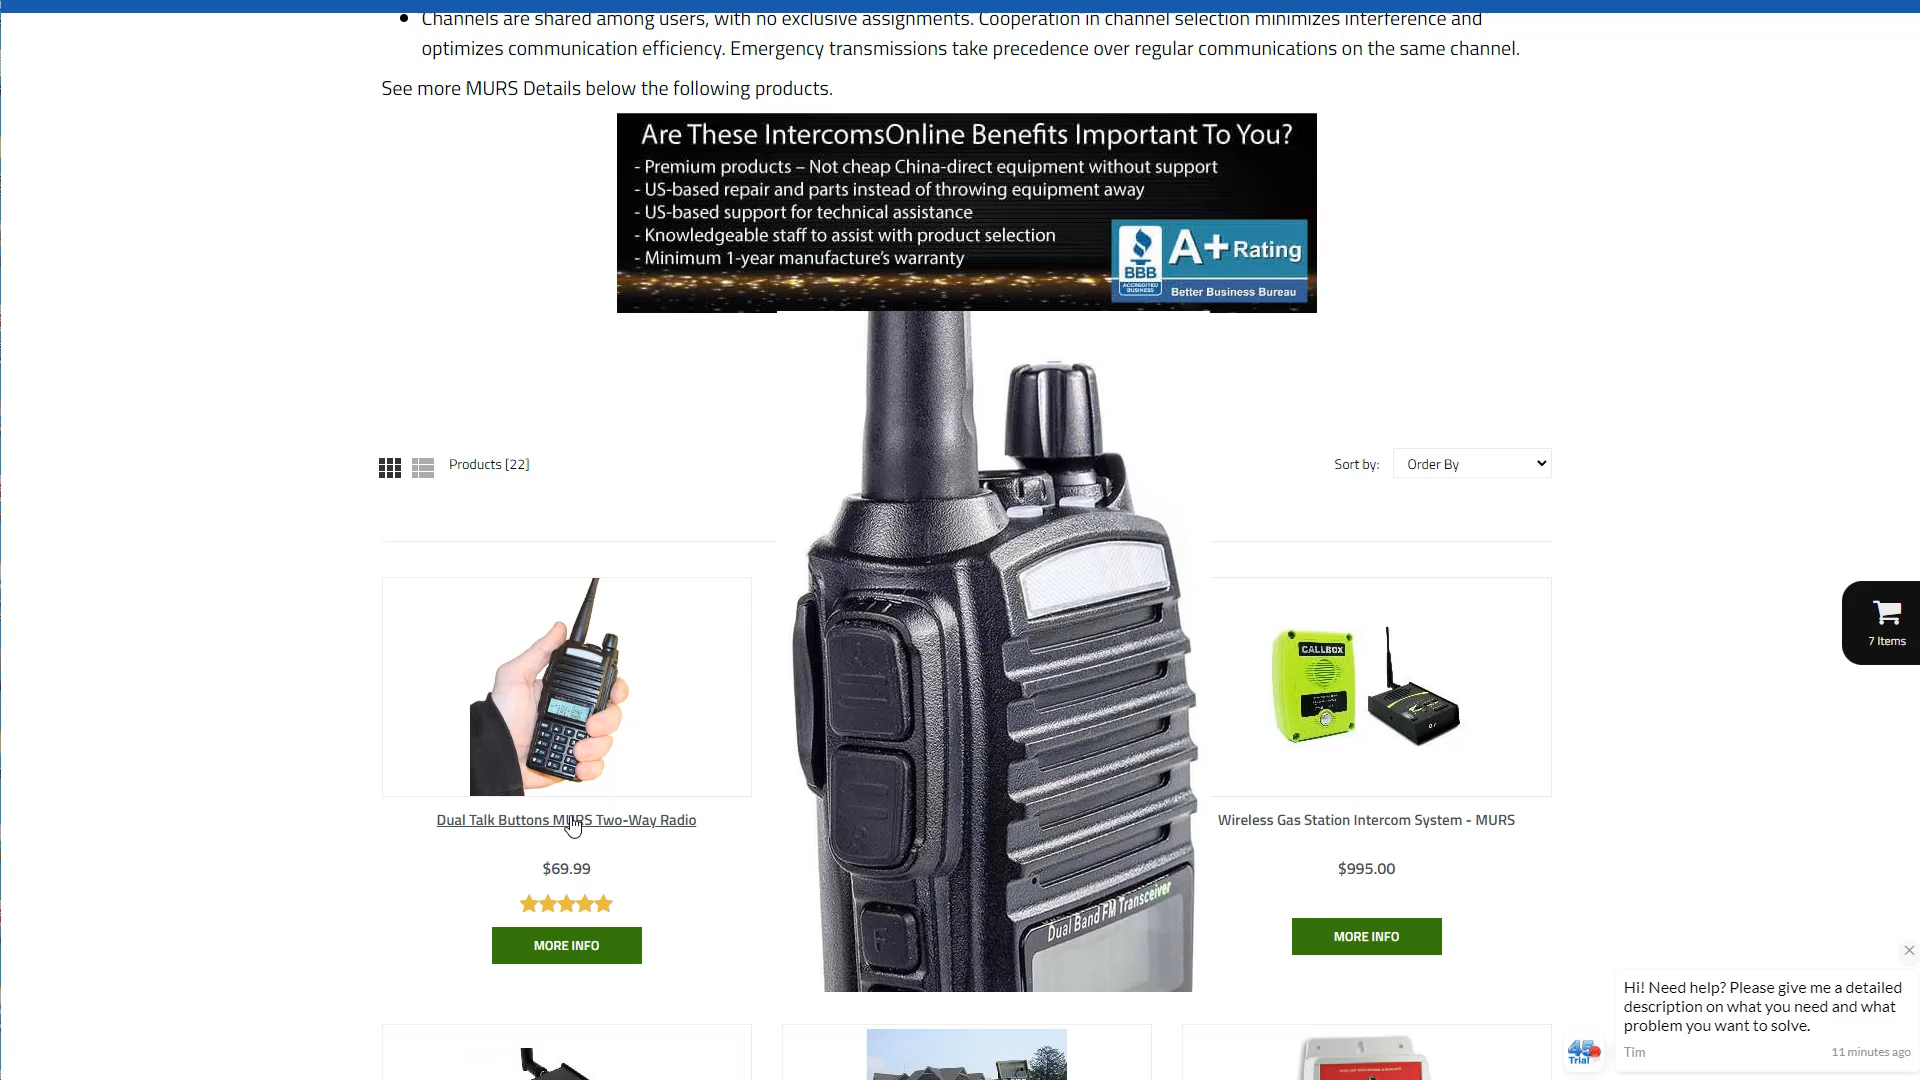 Channels are shared among users, with no exclusive assignments. Cooperation in channel selection minimizes interference and
optimizes communication efficiency. Emergency transmissions take precedence over regular communications on the same channel.
See more MURS Details below the following products.
Are These IntercomsOnline Benefits Important To You?
- Premium products – Not cheap China-direct equipment without support
- US-based repair and parts instead of throwing equipment away
- US-based support for technical assistance
- Knowledgeable staff to assist with product selection
- Minimum 1-year manufacture's warranty
BBB
ACCREDITED
BUSINESS
A+ Rating
Better Business Bureau
Products [22]
Sort by:
Order By
PTT
CALLBOX
7 Items
Dual Talk Buttons MURS Two-Way Radio
Wireless Gas Station Intercom System - MURS
$69.99
$995.00
Dual Band FM Transceiver
F
MORE INFO
MORE INFO
Hi! Need help? Please give me a detailed
description on what you need and what
problem you want to solve.
45
Trial
Tim
11 minutes ago